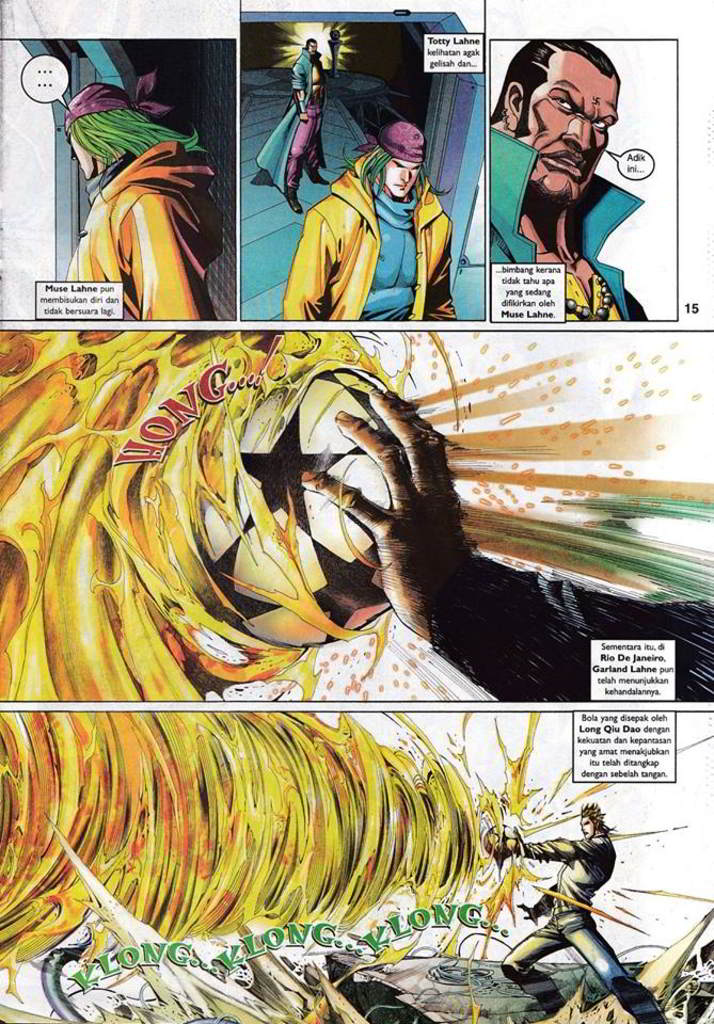 ...
...
Muse Lahne pun
membisukan diri dan
tidak bersuara lagi.
Totty Lahne
kelihatan agak
gelisah dan...
Adik
ini...
...bimbang kerana
tidak tahu apa
yang sedang
difikirkan oleh
Muse Lahne.
15
HONG....!
Sementara itu, di
Rio De Janeiro,
Garland Lahne pun
telah menunjukkan
kehandalannya.
Bola yang disepak oleh
Long Qiu Dao dengan
kekuatan dan kepantasan
yang amat menakjubkan
itu telah ditangkap
dengan sebelah tangan.
KLONG...KLONG...KLONG...